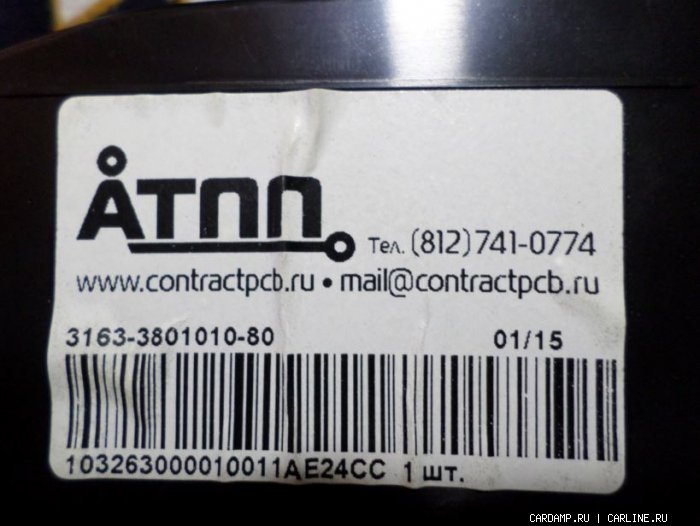 АТПП
Тел. (812)741-0774
www.contractpcb.ru • mail@contractpcb.ru
3163-3801010-80 01/15
103263000010011AE24CC 1 шт.
CARDAMP.RU | CARLINE.RU